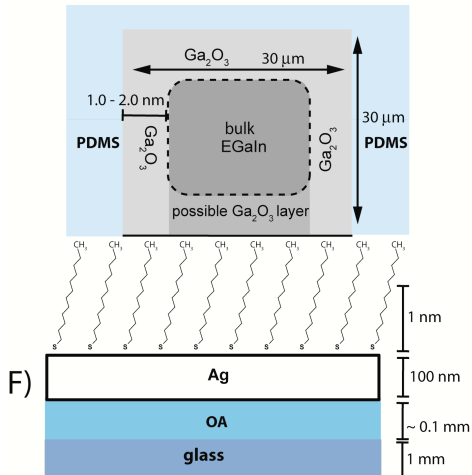 Ga₂O₃
30 µm
1.0 - 2.0 nm
PDMS
Ga₂O₃
bulk
EGaIn
Ga₂O₃
30 µm
PDMS
possible Ga₂O₃ layer
CH₃ CH₃ CH₃ CH₃ CH₃ CH₃ CH₃ CH₃ CH₃ CH₃
1 nm
S S S S S S S S S S
F)
Ag
100 nm
OA
~ 0.1 mm
glass
1 mm